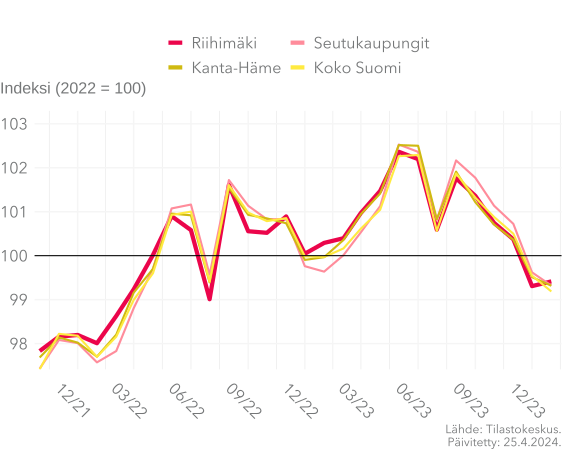 Riihimäki
Seutukaupungit
Kanta-Häme
Koko Suomi
Indeksi (2022 = 100)
103
102
101
100
99
98
12/21
03/22
06/22
09/22
12/22
03/23
06/23
09/23
12/23
Lähde: Tilastokeskus.
Päivitetty: 25.4.2024.